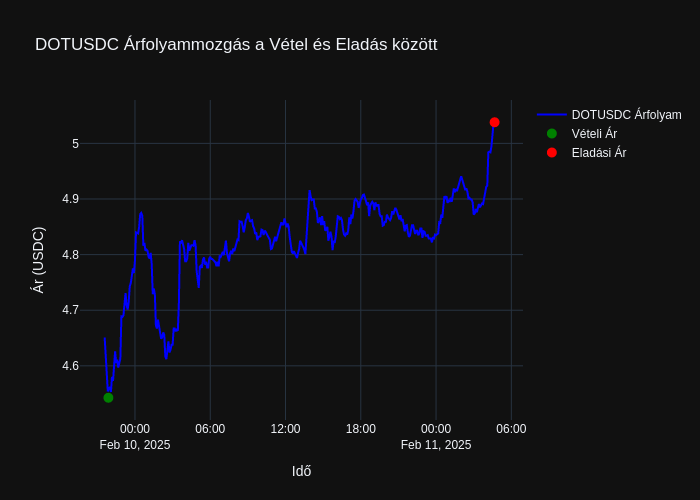 DOTUSDC Árfolyammozgás a Vétel és Eladás között
DOTUSDC Árfolyam
Vételi Ár
Eladási Ár
Ár (USDC)
5
4.9
4.8
4.7
4.6
00:00 06:00 12:00 18:00 00:00 06:00
Feb 10, 2025 Feb 11, 2025
Idő